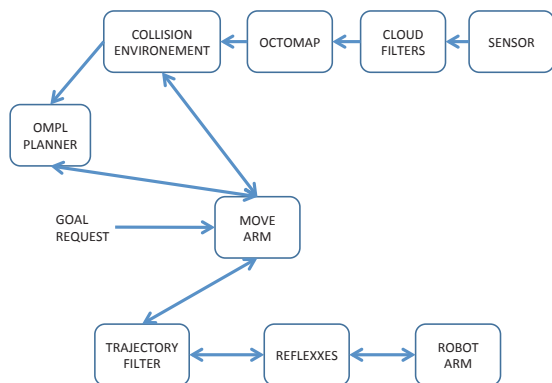 COLLISION
ENVIRONEMENT
OCTOMAP
CLOUD
FILTERS
SENSOR
OMPL
PLANNER
GOAL
REQUEST
MOVE
ARM
TRAJECTORY
FILTER
REFLEXXES
ROBOT
ARM